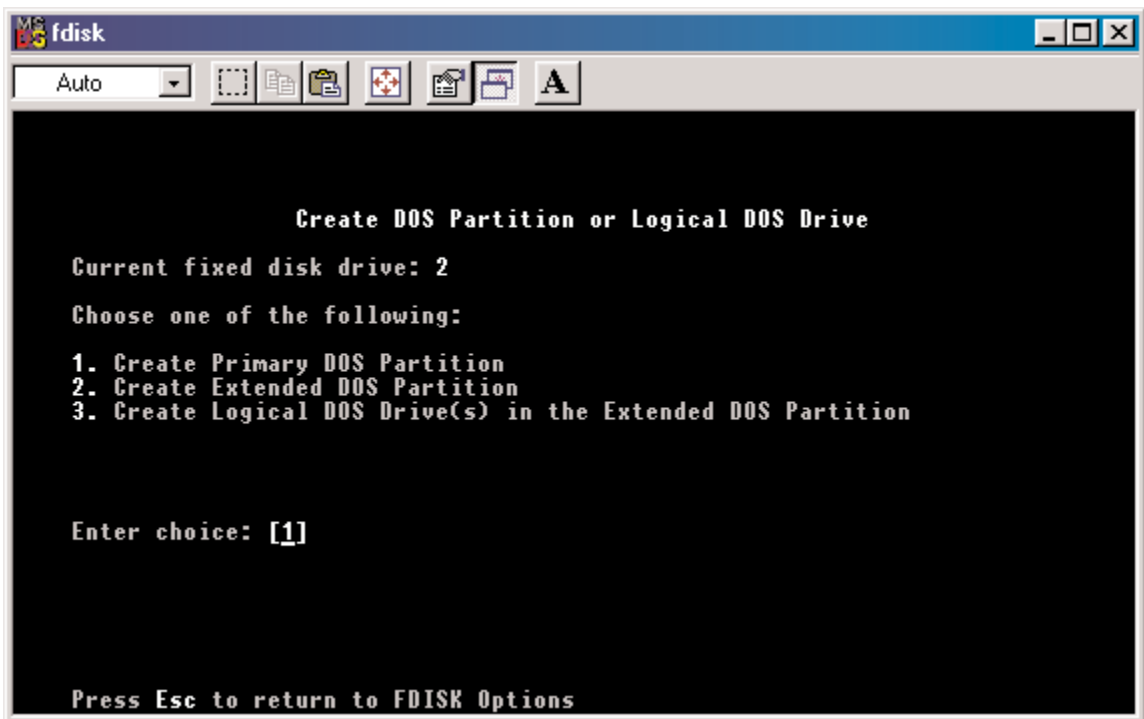 fdisk
Auto
A
Create DOS Partition or Logical DOS Drive
Current fixed disk drive: 2
Choose one of the following:
1. Create Primary DOS Partition
2. Create Extended DOS Partition
3. Create Logical DOS Drive(s) in the Extended DOS Partition
Enter choice: [1]
Press Esc to return to FDISK Options